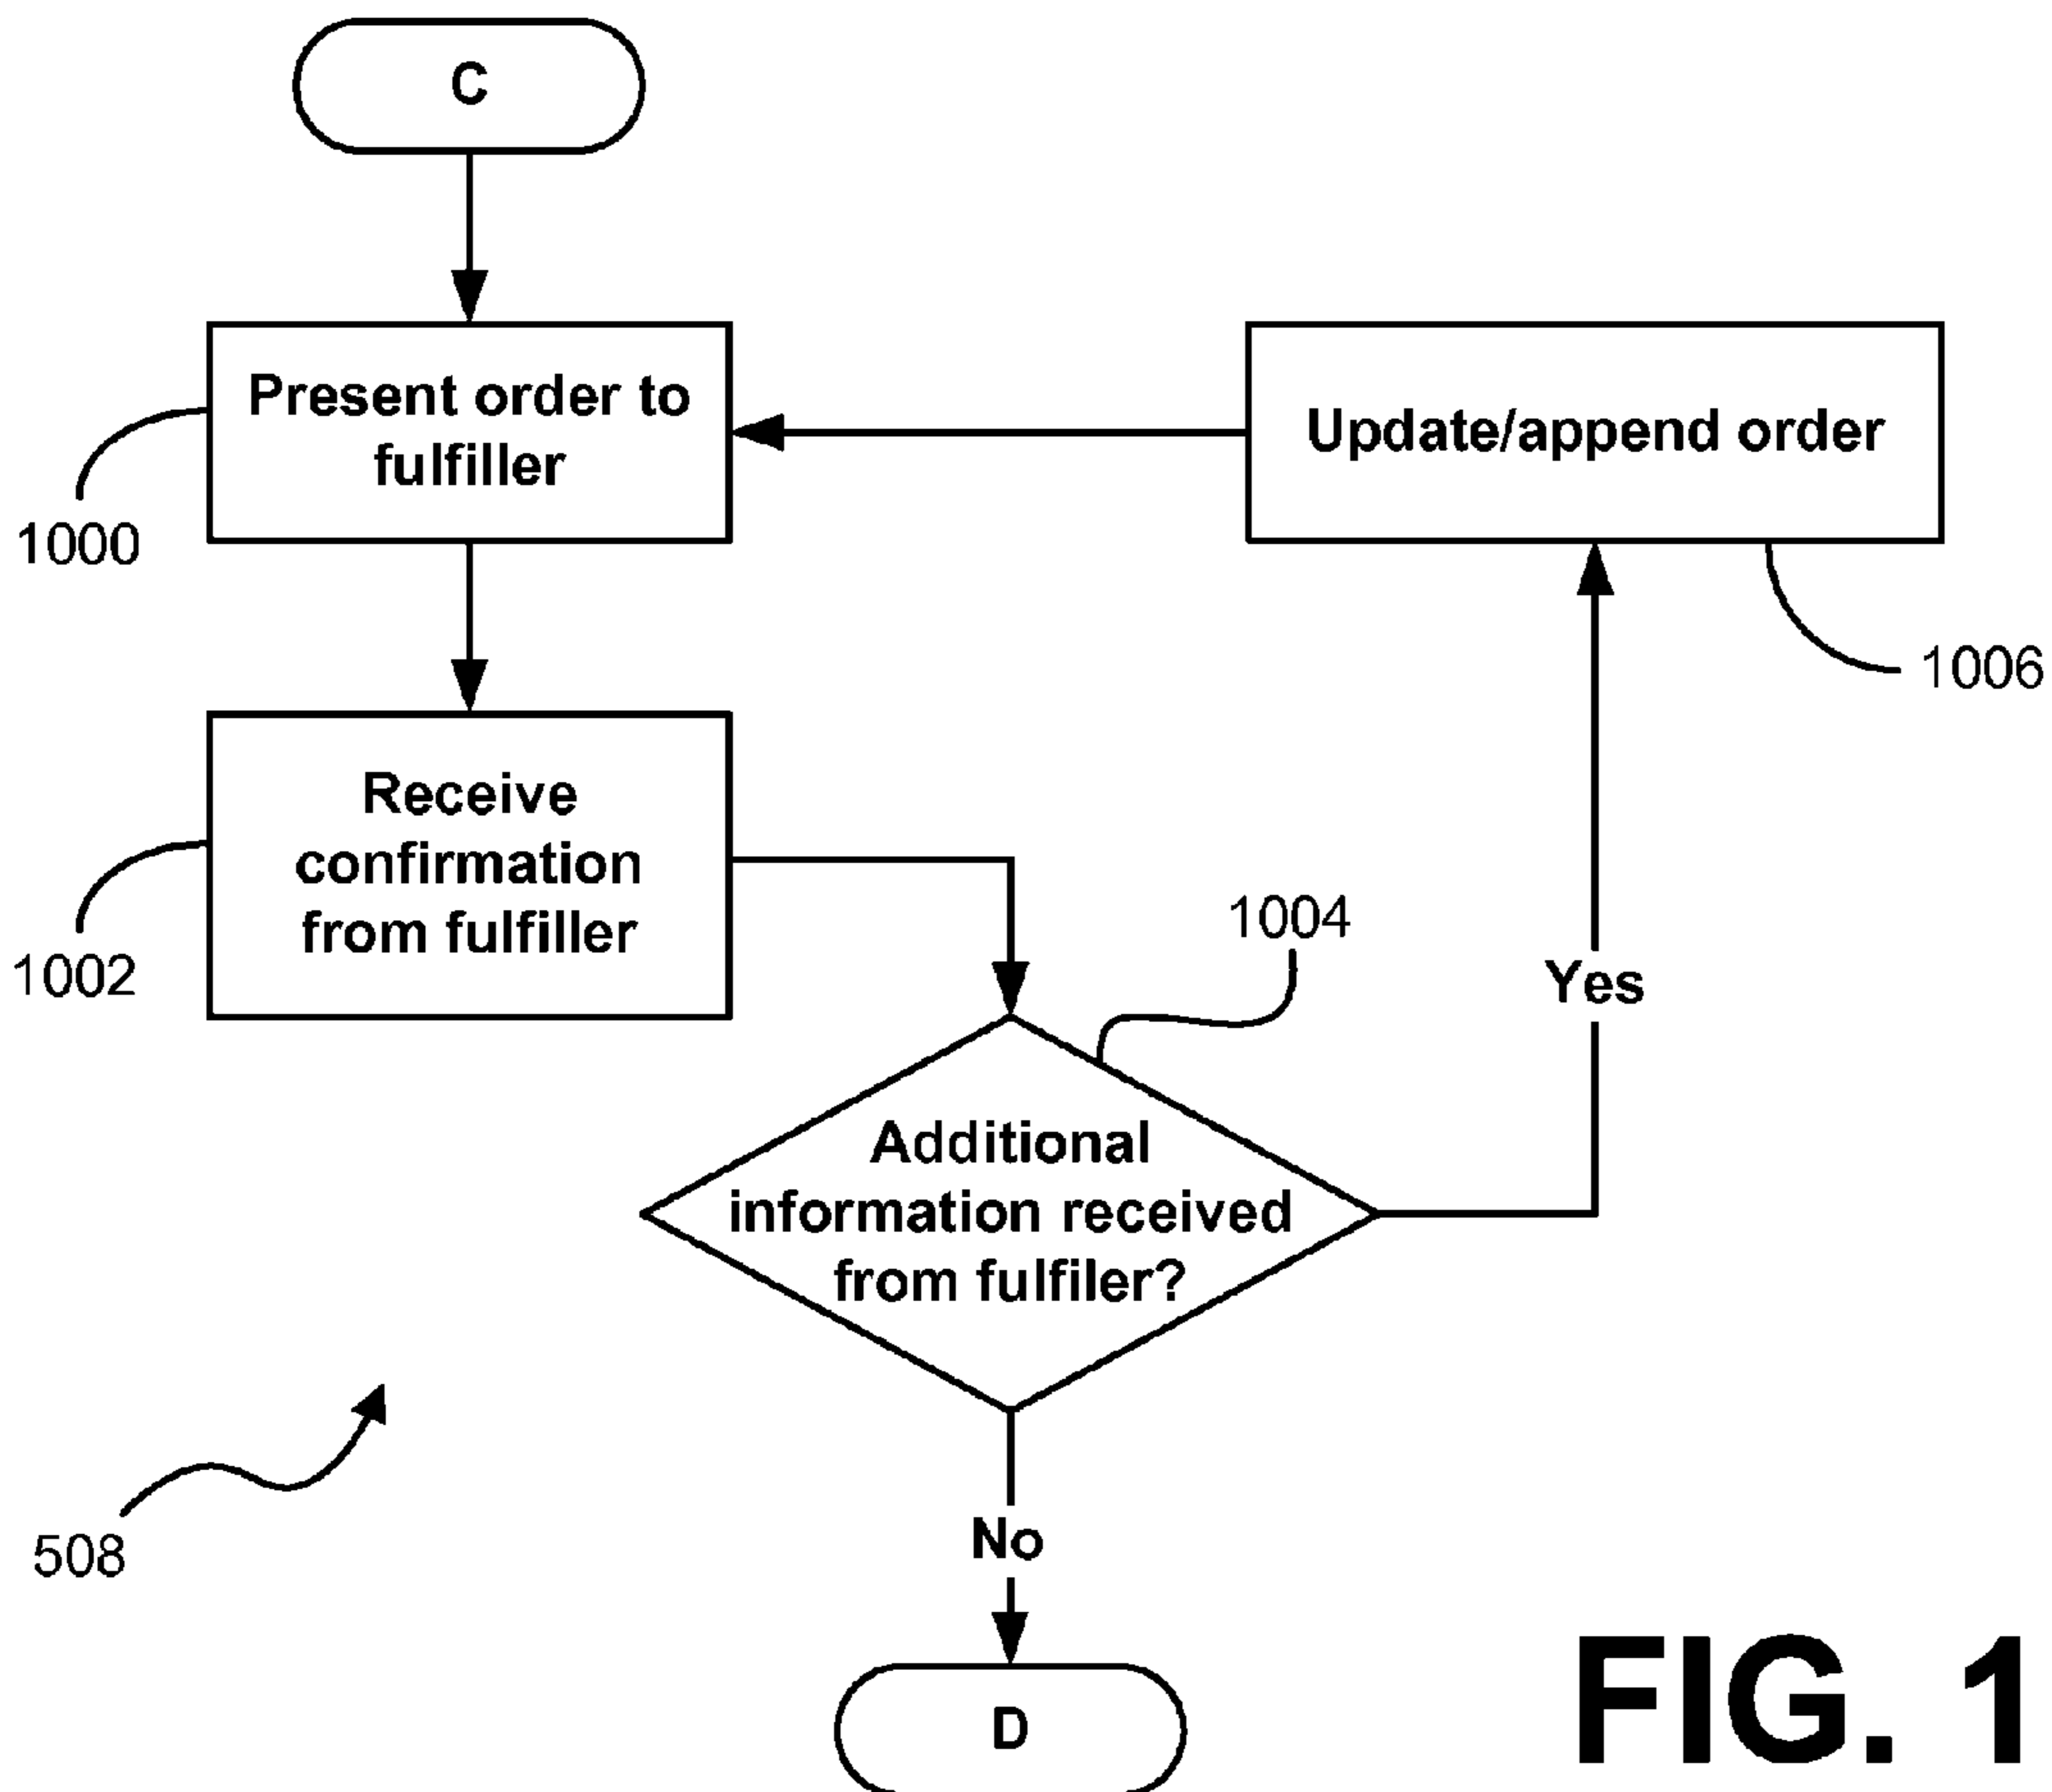 C
Present order to
fulfiller
1000
Update/append order
1006
Receive
confirmation
from fulfiller
1002
1004
Yes
Additional
information received
from fulfiler?
508
No
D
FIG. 1